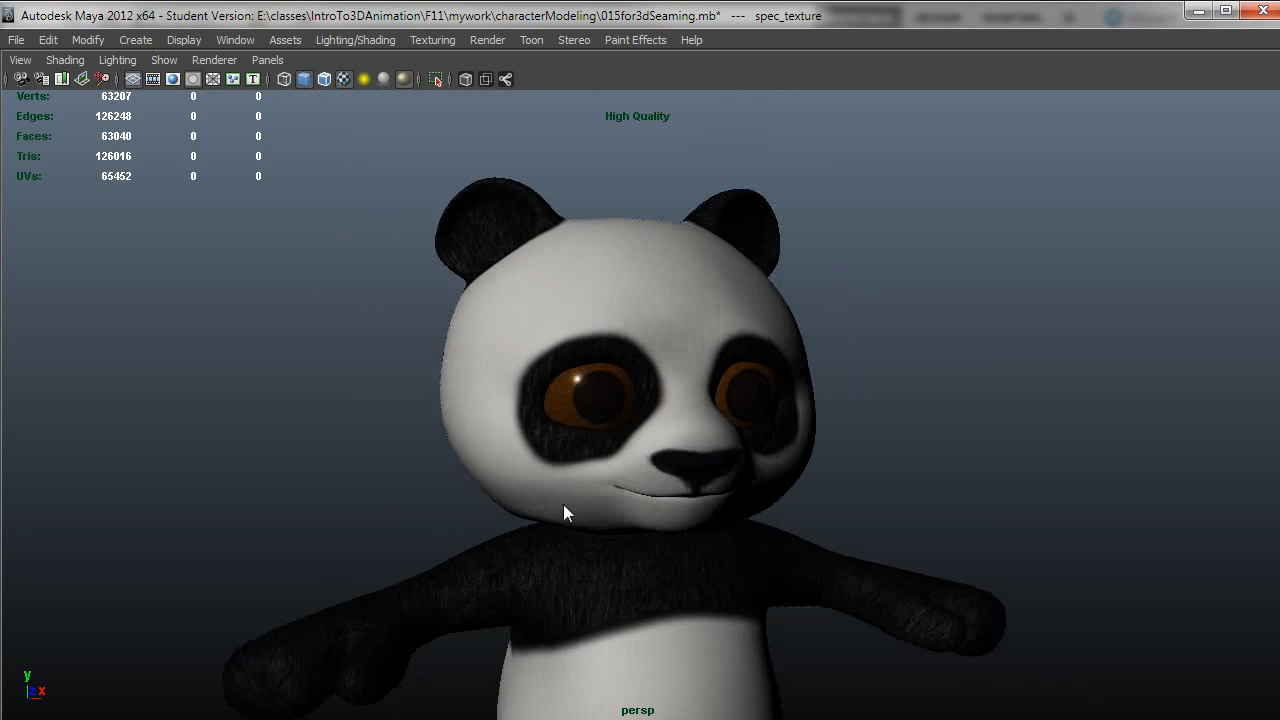 Autodesk Maya 2012 x64 - Student Version: E:\classes\IntroTo3DAnimation\F11\mywork\characterModeling\015for3dSeaming.mb* --- spec_texture
File Edit Modify Create Display Window Assets Lighting/Shading Texturing Render Toon Stereo Paint Effects Help
View Shading Lighting Show Renderer Panels
Verts: 63207 0 0
Edges: 126248 0 0
High Quality
Faces: 63040 0 0
Tris: 126016 0 0
UVs: 65452 0 0
y
z x
persp